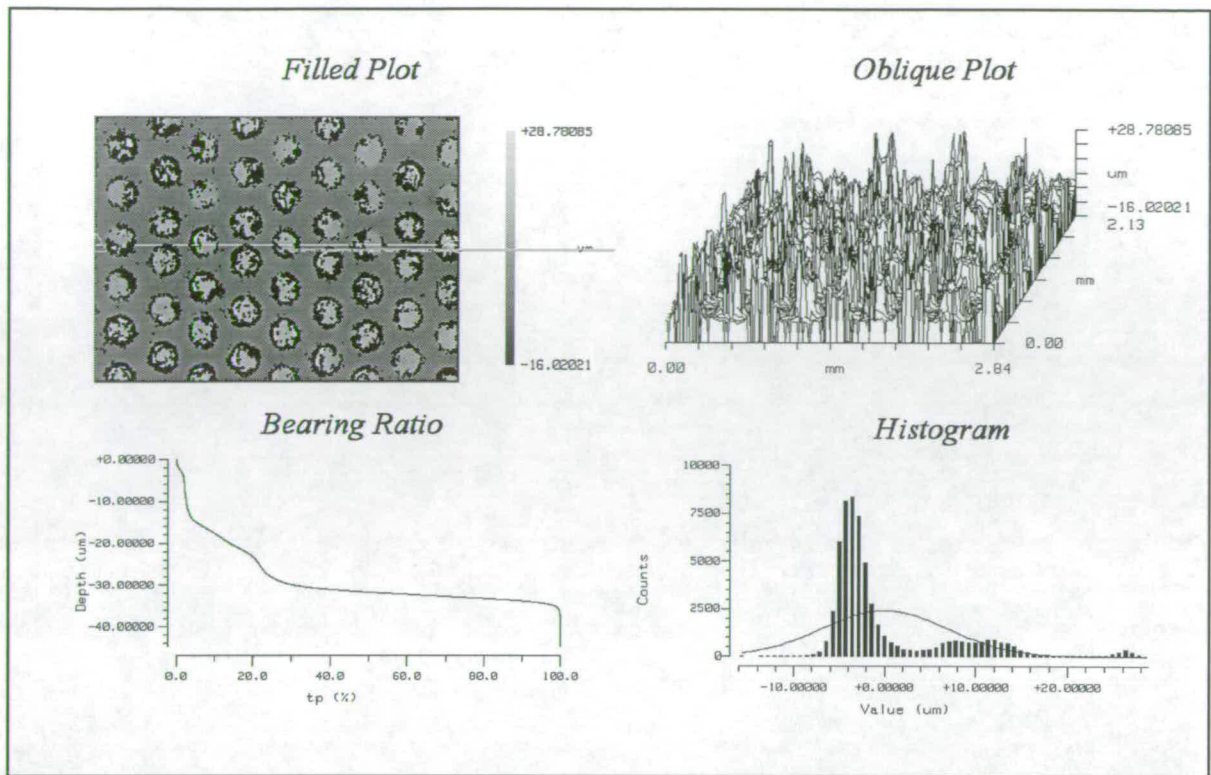 Filled Plot
+28.78085
um
-16.02021
Oblique Plot
+28.78085
um
-16.02021
2.13
mm
0.00
0.00 mm 2.84
Bearing Ratio
+0.00000
-10.00000
-20.00000
-30.00000
-40.00000
Depth (um)
0.0 20.0 40.0 60.0 80.0 100.0
tp (%)
Histogram
10000
7500
5000
2500
0
Counts
-10.00000 +0.00000 +10.00000 +20.00000
Value (um)